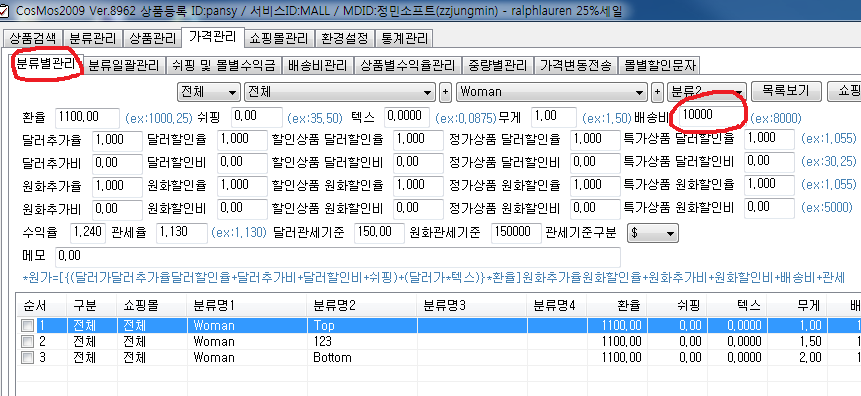 CosMos2009 Ver.8962 상품등록 ID:pansy / 서비스ID:MALL / MDID:정민소프트(zzjungmin) - ralphlauren 25%세일
상품검색 분류관리 상품관리 가격관리 쇼핑몰관리 환경설정 통계관리
분류별관리 분류일괄관리 쉬핑 및 몰별수익금 배송비관리 상품별수익율관리 중량별관리 가격변동전송 몰별할인문자
전체 전체 + Woman + 분류2 목록보기 쇼핑
환율 1100,00 (ex:1000,25) 쉬핑 0,00 (ex:35,50) 텍스 0,0000 (ex:0,0875) 무게 1,00 (ex:1,50) 배송비 10000 (ex:8000)
달러추가율 1,000 달러할인율 1,000 할인상품 달러할인율 1,000 정가상품 달러할인율 1,000 특가상품 달러할인율 1,000 (ex:1,055)
달러추가비 0,00 달러할인비 0,00 할인상품 달러할인비 0,00 정가상품 달러할인비 0,00 특가상품 달러할인비 0,00 (ex:30,25)
원화추가율 1,000 원화할인율 1,000 할인상품 원화할인율 1,000 정가상품 원화할인율 1,000 특가상품 원화할인율 1,000 (ex:1,055)
원화추가비 0,00 원화할인비 0,00 할인상품 원화할인비 0,00 정가상품 원화할인비 0,00 특가상품 원화할인비 0,00 (ex:5000)
수익율 1,240 관세율 1,130 (ex:1,130) 달러관세기준 150,00 원화관세기준 150000 관세기준구분 $
메모 0,00
*원가=[{(달러가달러추가율달러할인율+달러추가비+달러할인비+쉬핑)+(달러가*텍스)}*환율]원화추가율원화할인율+원화추가비+원화할인비+배송비+관세
순서 구분 쇼핑몰 분류명1 분류명2 분류명3 분류명4 환율 쉬핑 텍스 무게 배
1 전체 전체 Woman Top 1100,00 0,00 0,0000 1,00 1
2 전체 전체 Woman 123 1100,00 0,00 0,0000 1,50 1
3 전체 전체 Woman Bottom 1100,00 0,00 0,0000 2,00 1